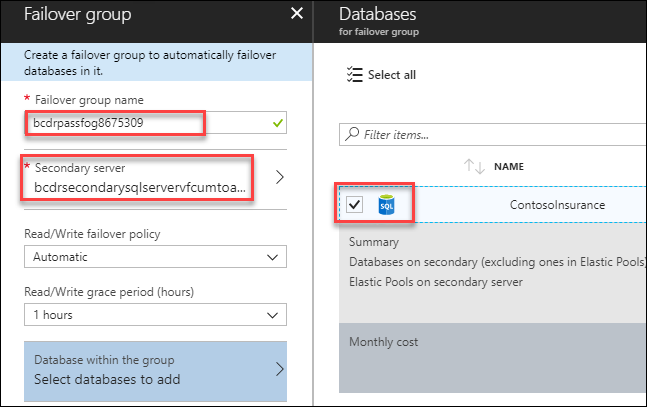 Failover group
Create a failover group to automatically failover
databases in it.
* Failover group name
bcdrpassfog8675309
* Secondary server
bcdrsecondarysqlservervfcumtoa...
Read/Write failover policy
Automatic
Read/Write grace period (hours)
1 hours
Database within the group
Select databases to add
Databases
for failover group
Select all
Filter items...
NAME
SQL
ContosoInsurance
Summary
Databases on secondary (excluding ones in Elastic Pools)
Elastic Pools on secondary server
Monthly cost